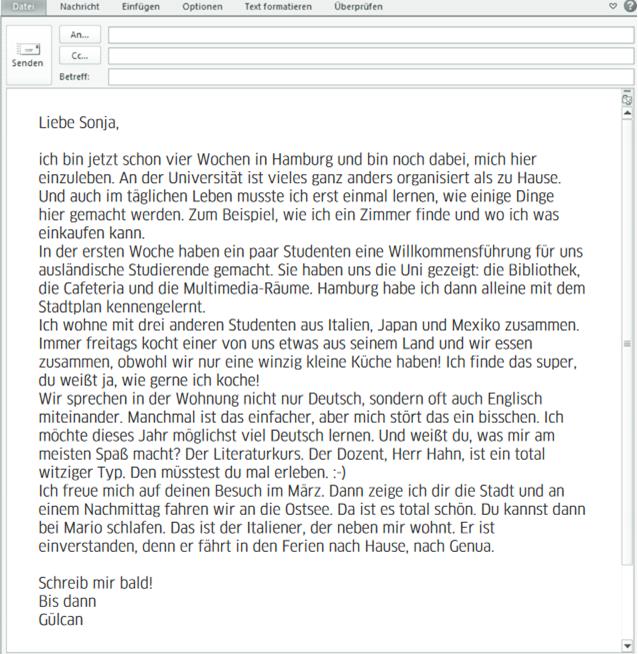 Datei Nachricht Einfügen Optionen Text formatieren Überprüfen
An...
Senden
Cc...
Betreff:
Liebe Sonja,
ich bin jetzt schon vier Wochen in Hamburg und bin noch dabei, mich hier
einzuleben. An der Universität ist vieles ganz anders organisiert als zu Hause.
Und auch im täglichen Leben musste ich erst einmal lernen, wie einige Dinge
hier gemacht werden. Zum Beispiel, wie ich ein Zimmer finde und wo ich was
einkaufen kann.
In der ersten Woche haben ein paar Studenten eine Willkommensführung für uns
ausländische Studierende gemacht. Sie haben uns die Uni gezeigt: die Bibliothek,
die Cafeteria und die Multimedia-Räume. Hamburg habe ich dann alleine mit dem
Stadtplan kennengelernt.
Ich wohne mit drei anderen Studenten aus Italien, Japan und Mexiko zusammen.
Immer freitags kocht einer von uns etwas aus seinem Land und wir essen
zusammen, obwohl wir nur eine winzig kleine Küche haben! Ich finde das super,
du weißt ja, wie gerne ich koche!
Wir sprechen in der Wohnung nicht nur Deutsch, sondern oft auch Englisch
miteinander. Manchmal ist das einfacher, aber mich stört das ein bisschen. Ich
möchte dieses Jahr möglichst viel Deutsch lernen. Und weißt du, was mir am
meisten Spaß macht? Der Literaturkurs. Der Dozent, Herr Hahn, ist ein total
witziger Typ. Den müsstest du mal erleben. :-)
Ich freue mich auf deinen Besuch im März. Dann zeige ich dir die Stadt und an
einem Nachmittag fahren wir an die Ostsee. Da ist es total schön. Du kannst dann
bei Mario schlafen. Das ist der Italiener, der neben mir wohnt. Er ist
einverstanden, denn er fährt in den Ferien nach Hause, nach Genua.
Schreib mir bald!
Bis dann
Gülcan